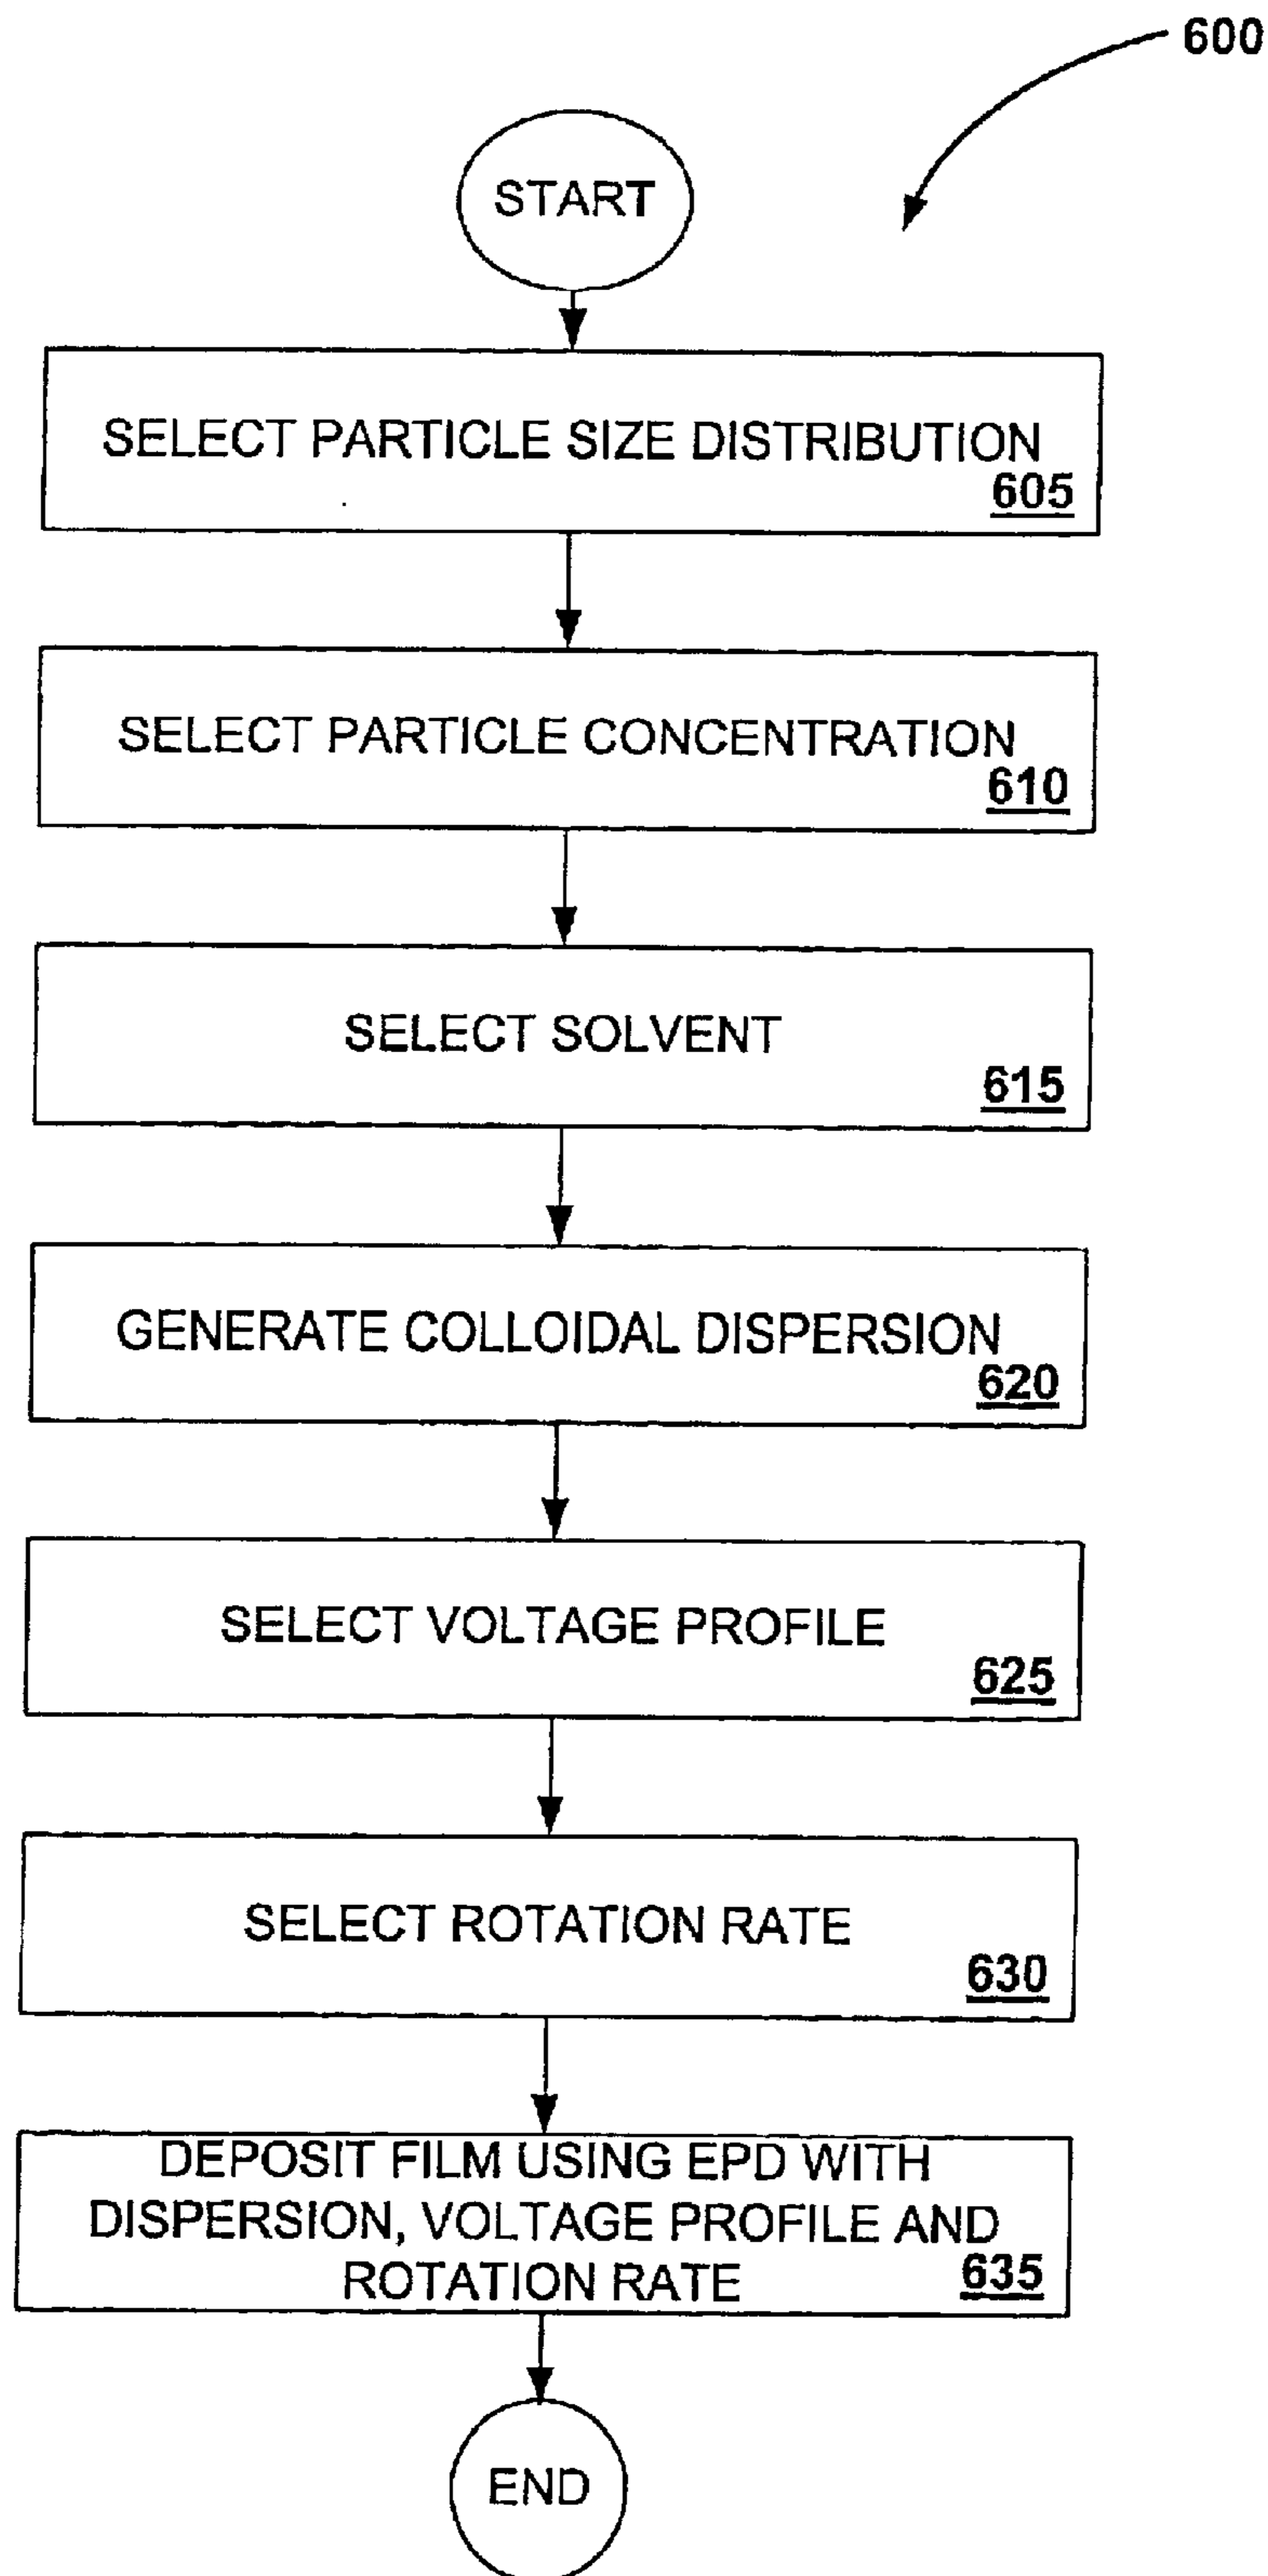 600
START
SELECT PARTICLE SIZE DISTRIBUTION
605
SELECT PARTICLE CONCENTRATION
610
SELECT SOLVENT
615
GENERATE COLLOIDAL DISPERSION
620
SELECT VOLTAGE PROFILE
625
SELECT ROTATION RATE
630
DEPOSIT FILM USING EPD WITH
DISPERSION, VOLTAGE PROFILE AND
ROTATION RATE
635
END